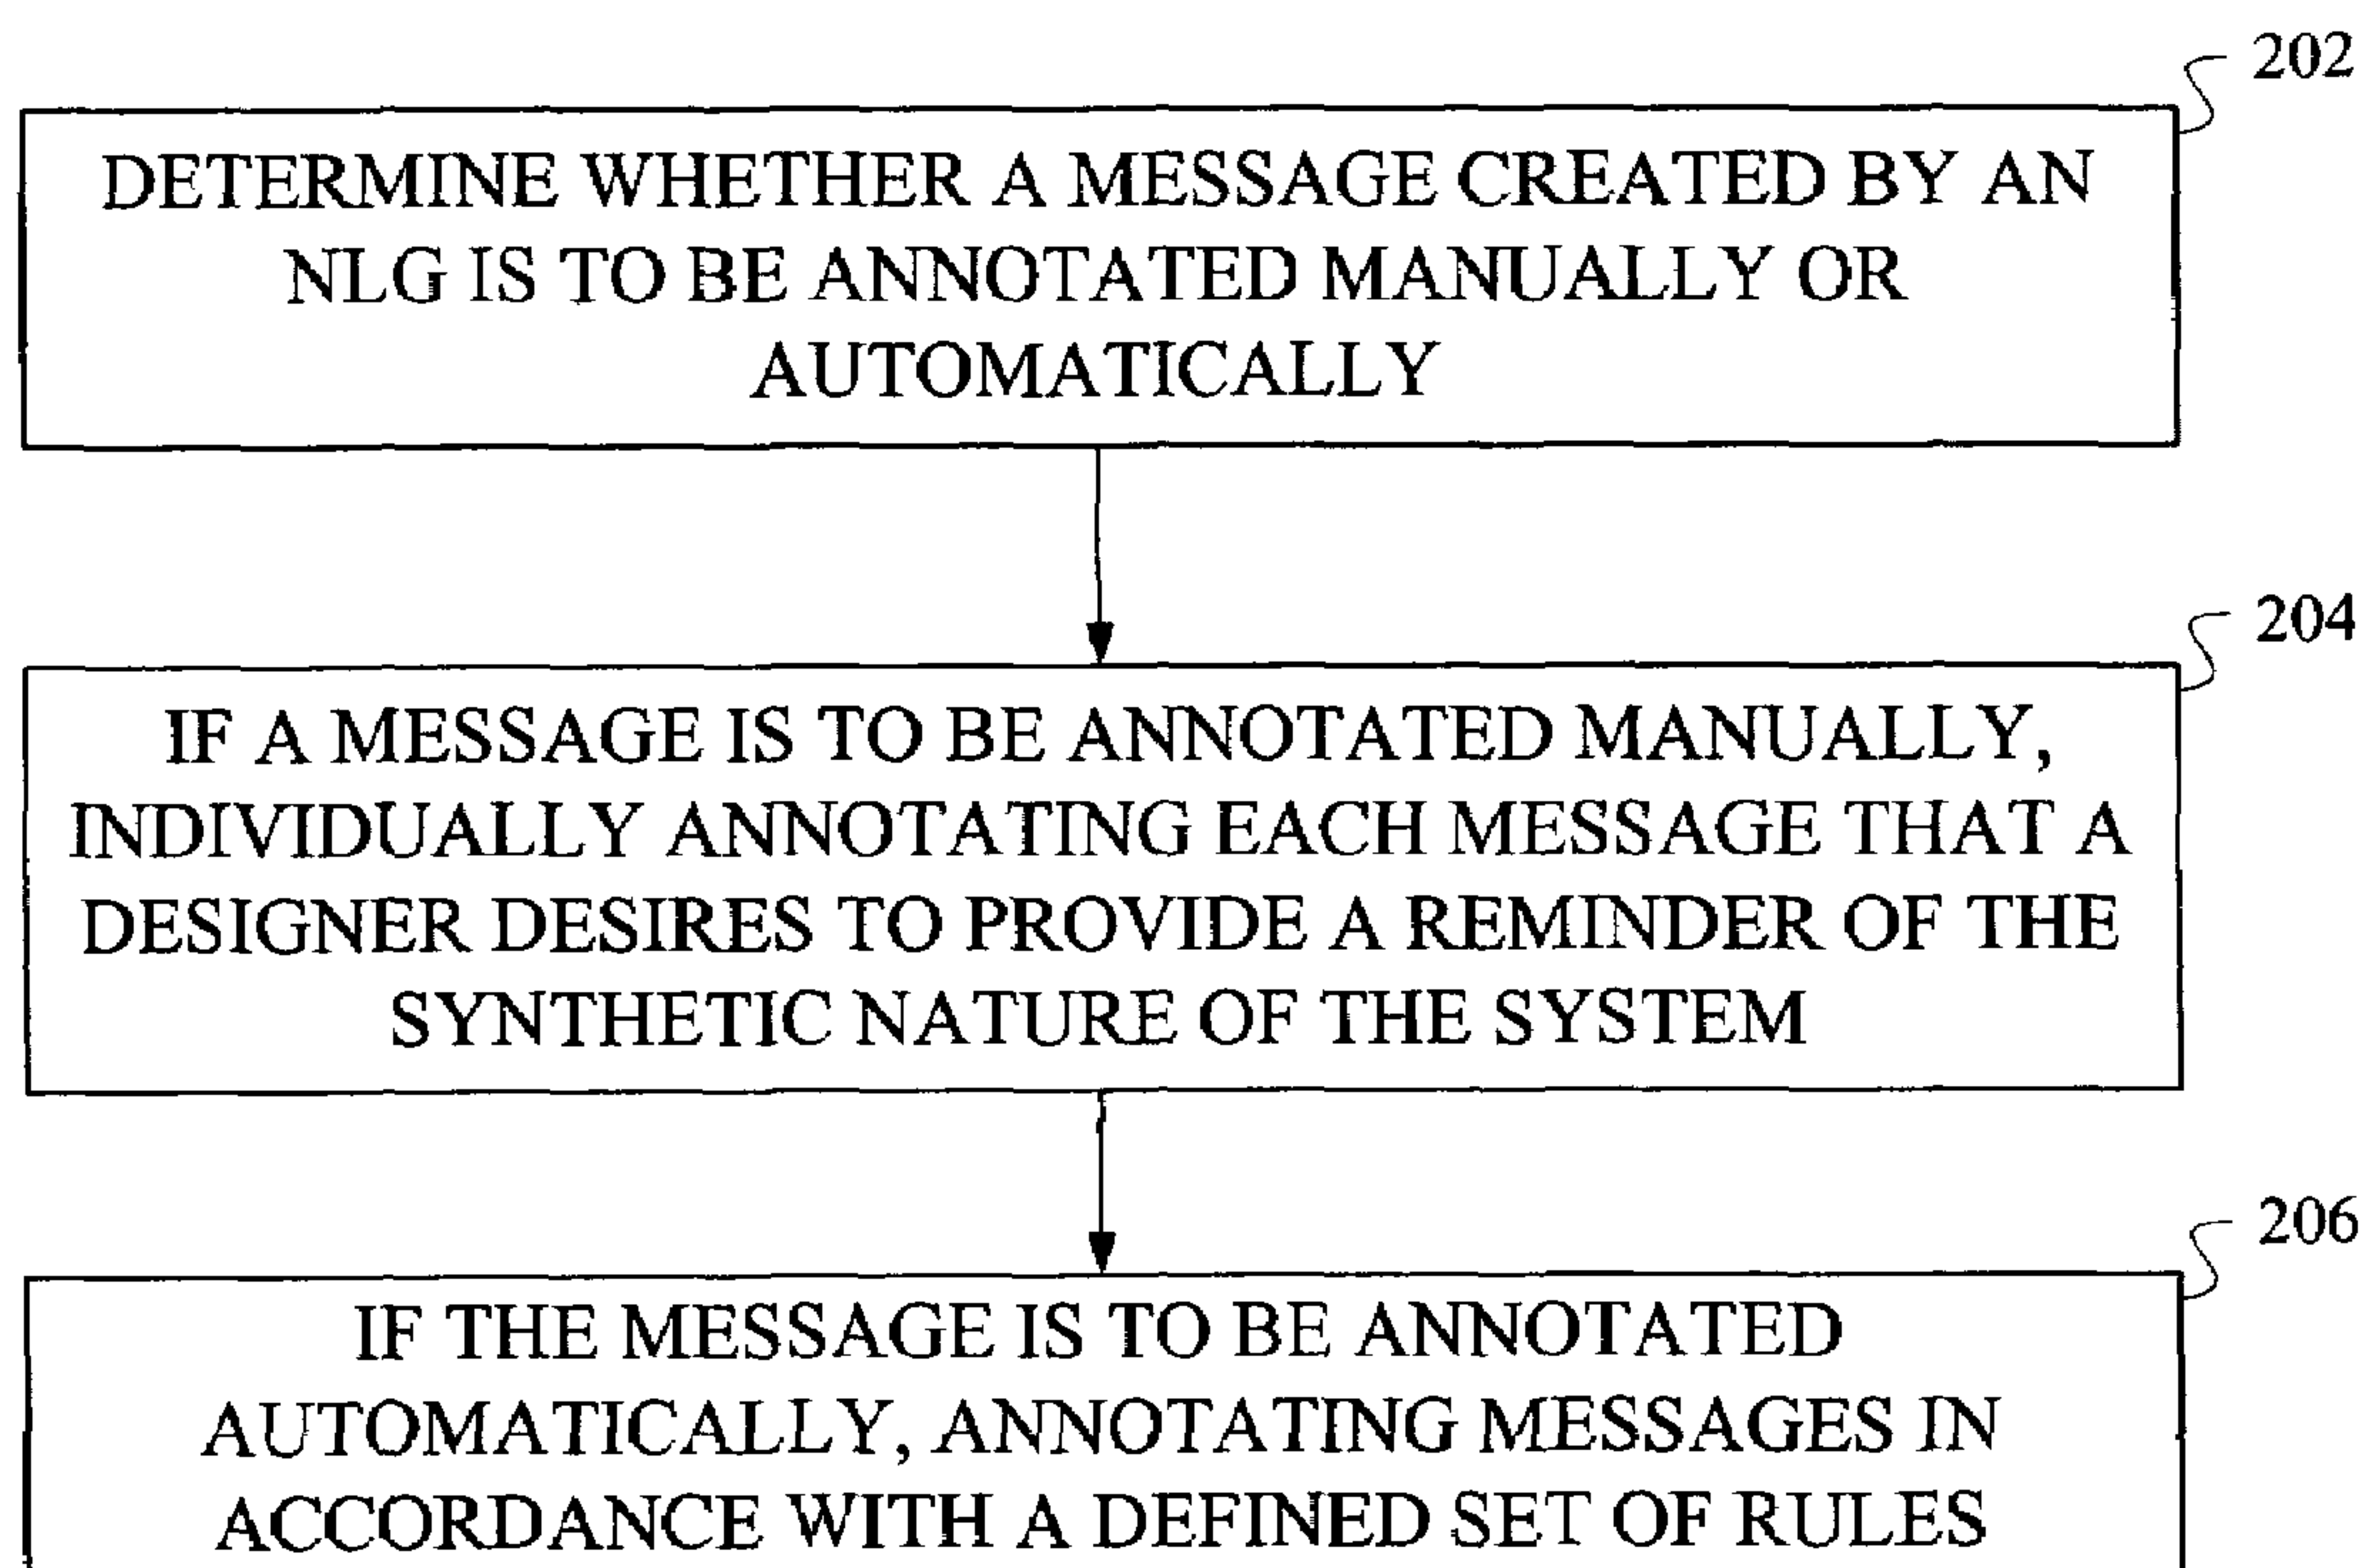 202
DETERMINE WHETHER A MESSAGE CREATED BY AN
NLG IS TO BE ANNOTATED MANUALLY OR
AUTOMATICALLY
204
IF A MESSAGE IS TO BE ANNOTATED MANUALLY,
INDIVIDUALLY ANNOTATING EACH MESSAGE THAT A
DESIGNER DESIRES TO PROVIDE A REMINDER OF THE
SYNTHETIC NATURE OF THE SYSTEM
206
IF THE MESSAGE IS TO BE ANNOTATED
AUTOMATICALLY, ANNOTATING MESSAGES IN
ACCORDANCE WITH A DEFINED SET OF RULES